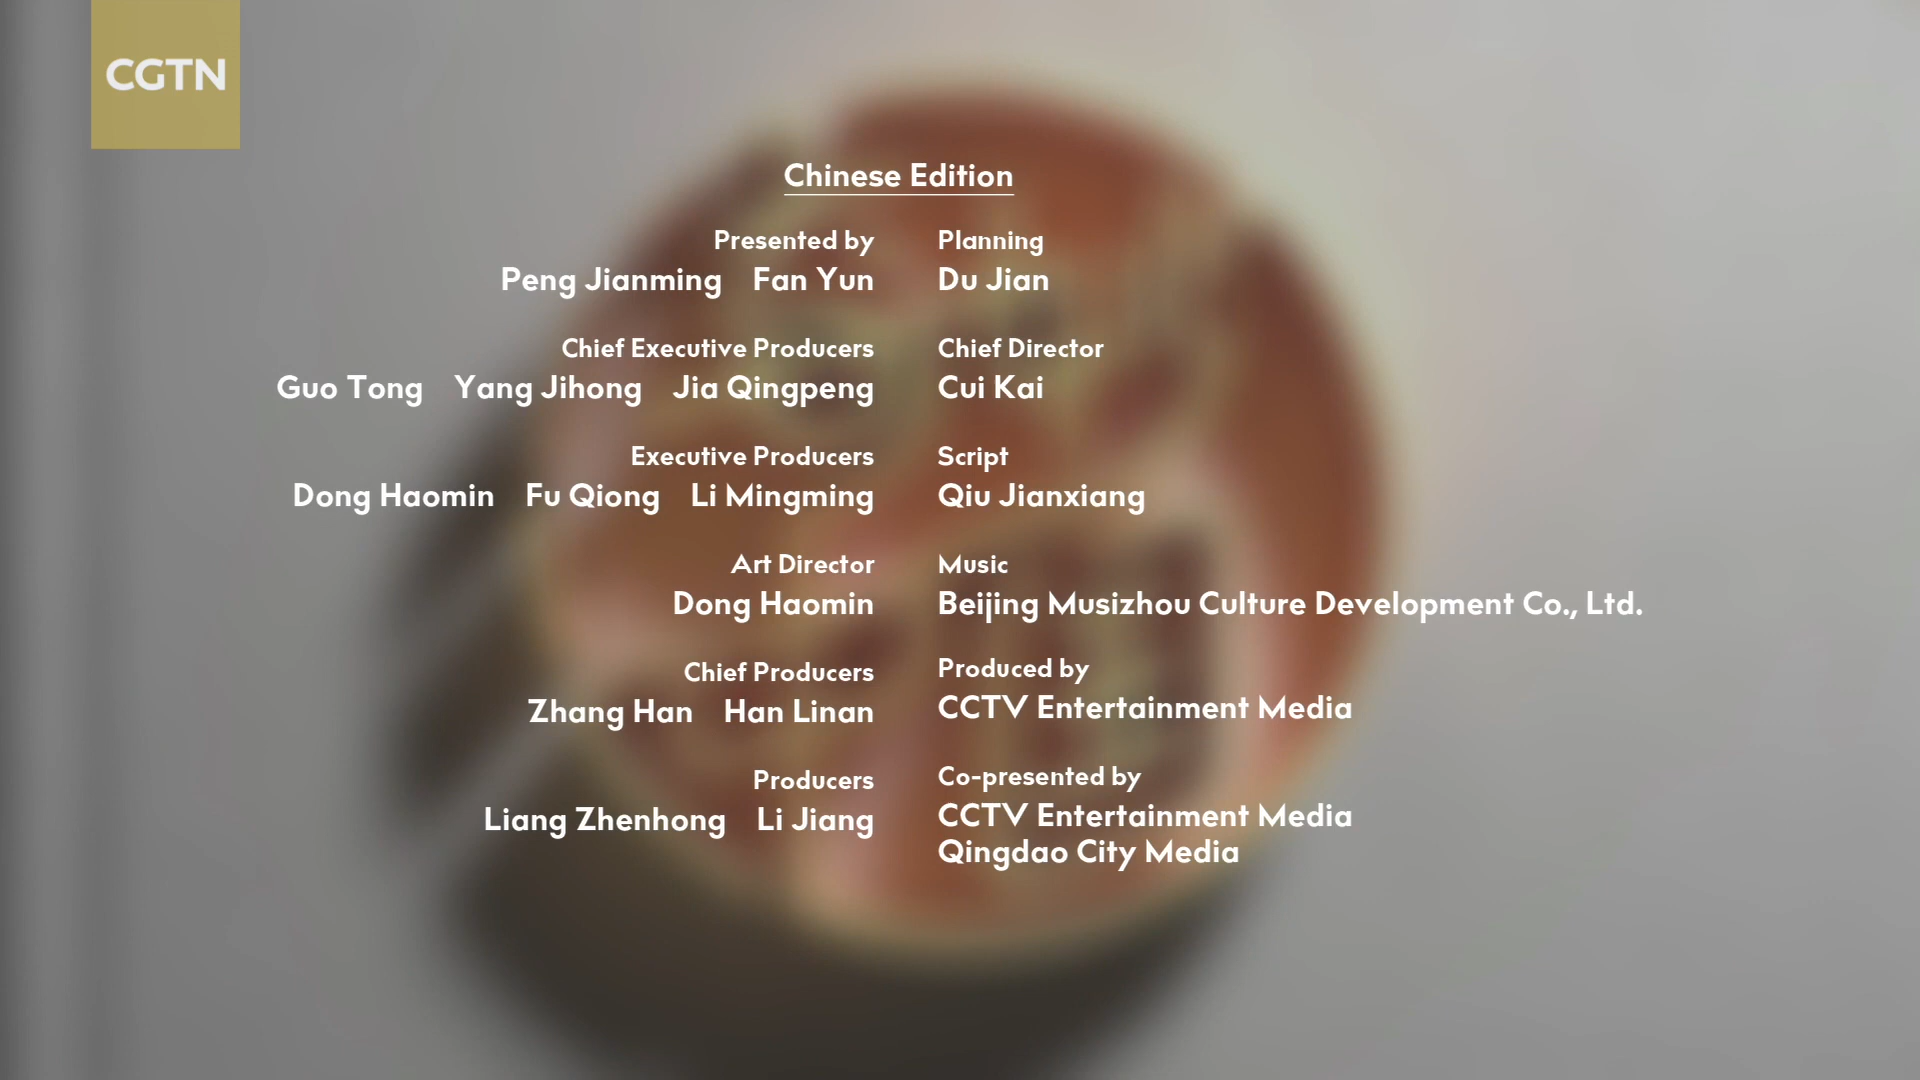 CGTN
Chinese Edition
Presented by
Peng Jianming Fan Yun
Chief Executive Producers
Guo Tong Yang Jihong Jia Qingpeng
Executive Producers
Dong Haomin Fu Qiong Li Mingming
Art Director
Dong Haomin
Chief Producers
Zhang Han Han Linan
Producers
Liang Zhenhong Li Jiang
Planning
Du Jian
Chief Director
Cui Kai
Script
Qiu Jianxiang
Music
Beijing Musizhou Culture Development Co., Ltd.
Produced by
CCTV Entertainment Media
Co-presented by
CCTV Entertainment Media
Qingdao City Media